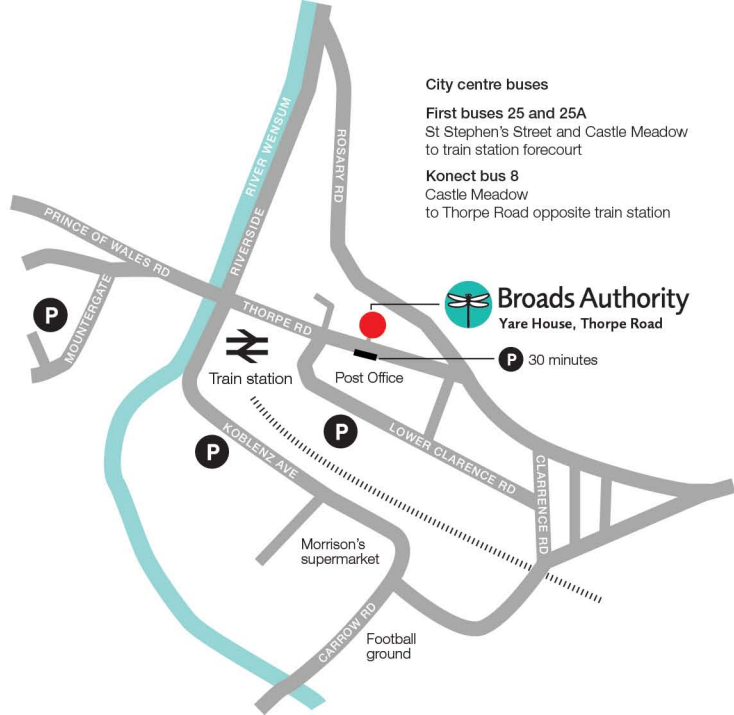 City centre buses
First buses 25 and 25A
St Stephen's Street and Castle Meadow
to train station forecourt
Konect bus 8
Castle Meadow
to Thorpe Road opposite train station
RIVER WENSUM
ROSARY RD
RIVERSIDE
PRINCE OF WALES RD
MOUNTERGATE
P
THORPE RD
Broads Authority
Yare House, Thorpe Road
P 30 minutes
Train station
Post Office
P
P
KOBLENZ AVE
LOWER CLARENCE RD
CLARRENCE RD
Morrison's
supermarket
CARROW RD
Football
ground